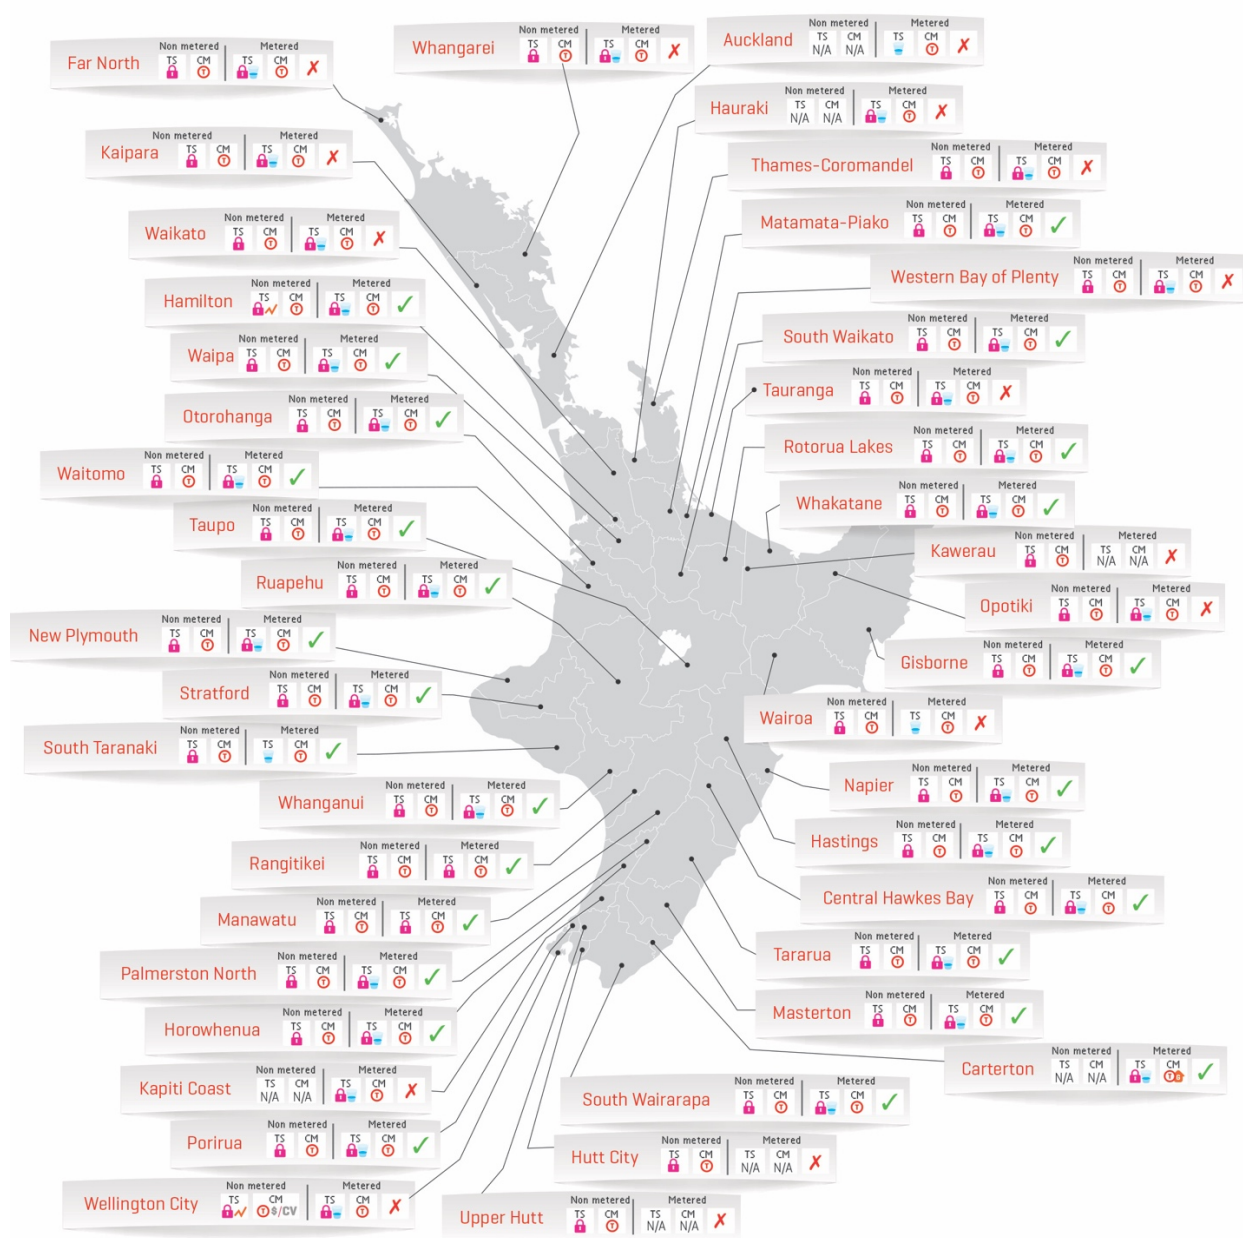 Non metered Metered
Far North TS CM TS CM
T T
Non metered Metered
Whangarei TS CM TS CM
T T
Non metered Metered
Auckland TS CM TS CM
N/A N/A T
Non metered Metered
Hauraki TS CM TS CM
N/A N/A T
Non metered Metered
Kaipara TS CM TS CM
T T
Non metered Metered
Thames-Coromandel TS CM TS CM
T T
Non metered Metered
Waikato TS CM TS CM
T T
Non metered Metered
Matamata-Piako TS CM TS CM
T T
Non metered Metered
Western Bay of Plenty TS CM TS CM
T T
Non metered Metered
Hamilton TS CM TS CM
T T
Non metered Metered
South Waikato TS CM TS CM
T T
Non metered Metered
Waipa TS CM TS CM
T T
Non metered Metered
Tauranga TS CM TS CM
T T
Non metered Metered
Otorohanga TS CM TS CM
T T
Non metered Metered
Rotorua Lakes TS CM TS CM
T T
Non metered Metered
Waitomo TS CM TS CM
T T
Non metered Metered
Whakatane TS CM TS CM
T T
Non metered Metered
Taupo TS CM TS CM
T T
Non metered Metered
Kawerau TS CM TS CM
T N/A N/A
Non metered Metered
Ruapehu TS CM TS CM
T T
Non metered Metered
Opotiki TS CM TS CM
T T
Non metered Metered
New Plymouth TS CM TS CM
T T
Non metered Metered
Gisborne TS CM TS CM
T T
Non metered Metered
Stratford TS CM TS CM
T T
Non metered Metered
Wairoa TS CM TS CM
T T
Non metered Metered
South Taranaki TS CM TS CM
T T
Non metered Metered
Napier TS CM TS CM
T T
Non metered Metered
Whanganui TS CM TS CM
T T
Non metered Metered
Hastings TS CM TS CM
T T
Non metered Metered
Rangitikei TS CM TS CM
T T
Non metered Metered
Central Hawkes Bay TS CM TS CM
T T
Non metered Metered
Manawatu TS CM TS CM
T T
Non metered Metered
Tararua TS CM TS CM
T T
Non metered Metered
Palmerston North TS CM TS CM
T T
Non metered Metered
Masterton TS CM TS CM
T T
Non metered Metered
Horowhenua TS CM TS CM
T T
Non metered Metered
Carterton TS CM TS CM
N/A N/A T
Non metered Metered
Kapiti Coast TS CM TS CM
N/A N/A T
Non metered Metered
South Wairarapa TS CM TS CM
T T
Non metered Metered
Porirua TS CM TS CM
T T
Non metered Metered
Hutt City TS CM TS CM
T N/A N/A
Non metered Metered
Wellington City TS CM TS CM
T $/CV T
Non metered Metered
Upper Hutt TS CM TS CM
T N/A N/A